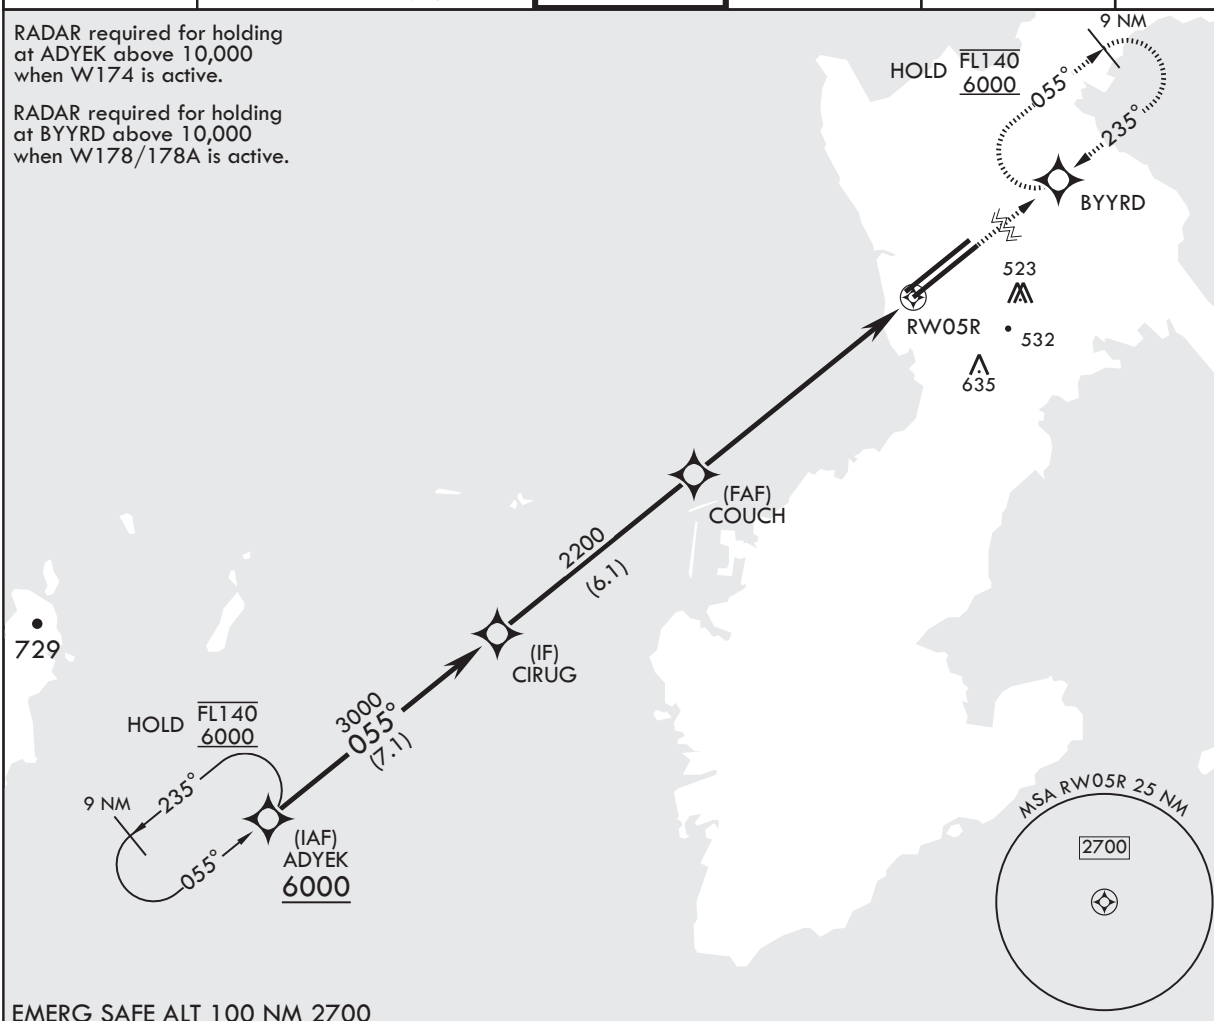 RADAR required for holding
at ADYEK above 10,000
when W174 is active.
RADAR required for holding
at BYYRD above 10,000
when W178/178A is active.
9 NM
HOLD FL140
6000
055°
235°
BYYRD
523
RW05R
532
635
(FAF)
COUCH
2200
(6.1)
729
(IF)
CIRUG
3000
055°
(7.1)
HOLD FL140
6000
235°
9 NM
055°
(IAF)
ADYEK
6000
MSA RW05R 25 NM
2700
EMERG SAFE ALT 100 NM 2700